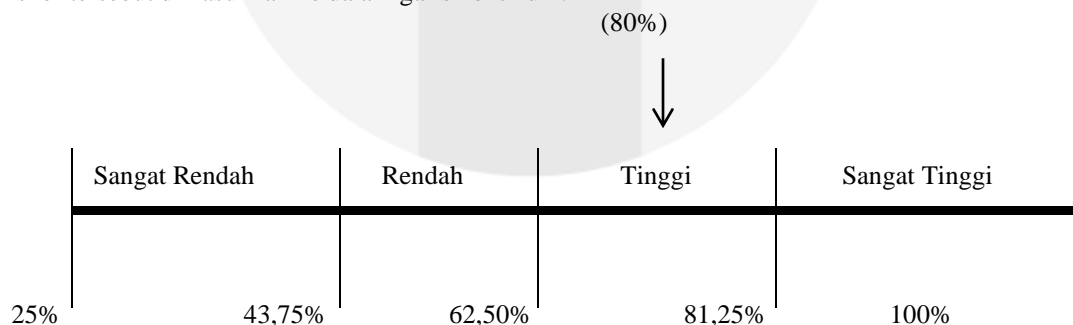 (80%)
Sangat Rendah Rendah Tinggi Sangat Tinggi
25% 43,75% 62,50% 81,25% 100%